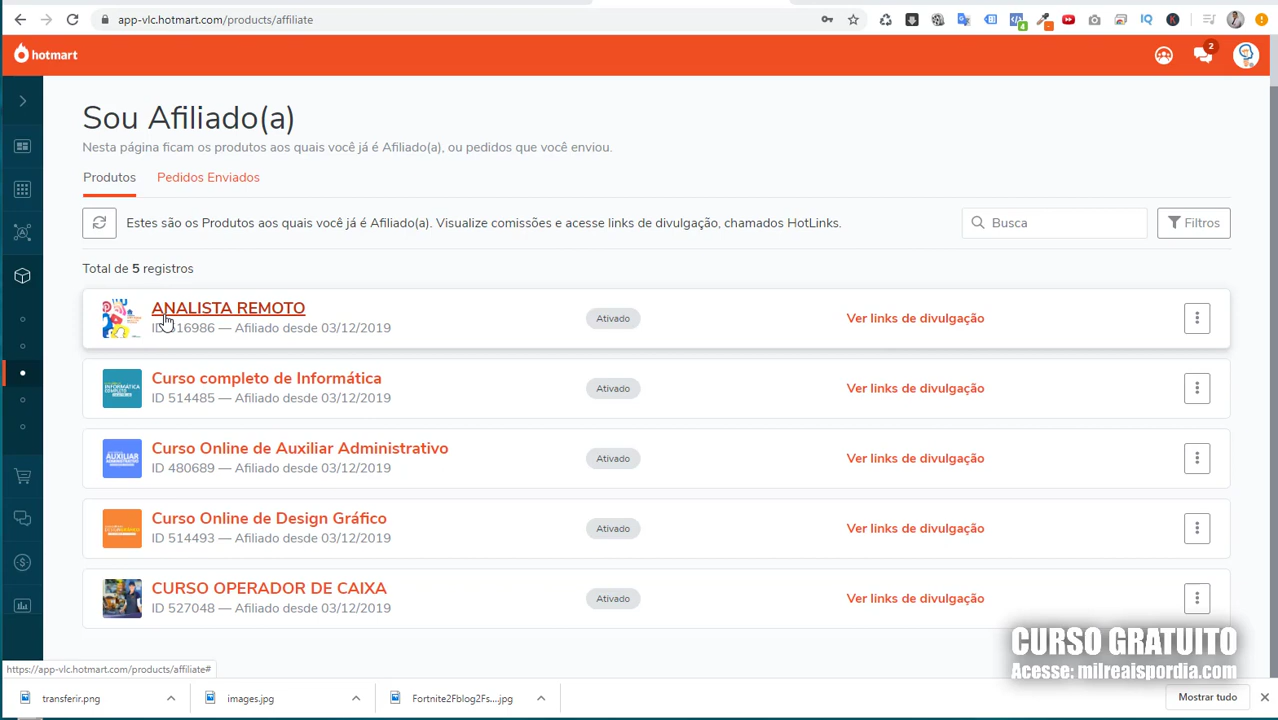 app-vlc.hotmart.com/products/affiliate
IQ
K
4
hotmart
2
Sou Afiliado(a)
Nesta página ficam os produtos aos quais você já é Afiliado(a), ou pedidos que você enviou.
Produtos
Pedidos Enviados
Estes são os Produtos aos quais você já é Afiliado(a). Visualize comissões e acesse links de divulgação, chamados HotLinks.
Busca
Filtros
Total de 5 registros
ANALISTA REMOTO
Ativado
Ver links de divulgação
ID 516986 — Afiliado desde 03/12/2019
Curso completo de Informática
Ativado
Ver links de divulgação
ID 514485 — Afiliado desde 03/12/2019
Curso Online de Auxiliar Administrativo
Ativado
Ver links de divulgação
ID 480689 — Afiliado desde 03/12/2019
Curso Online de Design Gráfico
Ativado
Ver links de divulgação
ID 514493 — Afiliado desde 03/12/2019
CURSO OPERADOR DE CAIXA
Ativado
Ver links de divulgação
ID 527048 — Afiliado desde 03/12/2019
CURSO GRATUITO
Acesse: milreaispordia.com
https://app-vlc.hotmart.com/products/affiliate#
transferir.png
images.jpg
Fortnite2Fblog2Fs....jpg
Mostrar tudo